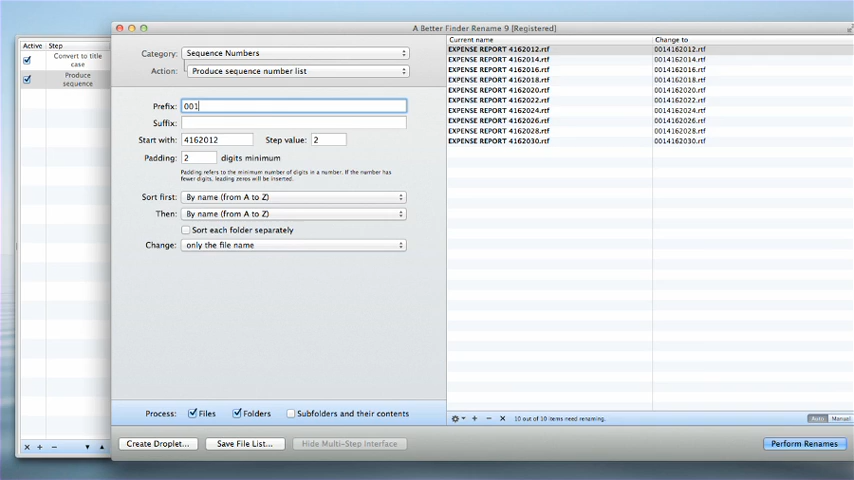 A Better Finder Rename 9 [Registered]
Active Step
Convert to title case
Produce sequence
Category: Sequence Numbers
Action: Produce sequence number list
Prefix: 001
Suffix:
Start with: 4162012 Step value: 2
Padding: 2 digits minimum
Padding refers to the minimum number of digits in a number. If the number has
fewer digits, leading zeros will be inserted.
Sort first: By name (from A to Z)
Then: By name (from A to Z)
Sort each folder separately
Change: only the file name
Process: Files Folders Subfolders and their contents
Create Droplet... Save File List... Hide Multi-Step Interface
Current name Change to
EXPENSE REPORT 4162012.rtf 0014162012.rtf
EXPENSE REPORT 4162014.rtf 0014162014.rtf
EXPENSE REPORT 4162016.rtf 0014162016.rtf
EXPENSE REPORT 4162018.rtf 0014162018.rtf
EXPENSE REPORT 4162020.rtf 0014162020.rtf
EXPENSE REPORT 4162022.rtf 0014162022.rtf
EXPENSE REPORT 4162024.rtf 0014162024.rtf
EXPENSE REPORT 4162026.rtf 0014162026.rtf
EXPENSE REPORT 4162028.rtf 0014162028.rtf
EXPENSE REPORT 4162030.rtf 0014162030.rtf
10 out of 10 items need renaming.
Auto Manual
Perform Renames